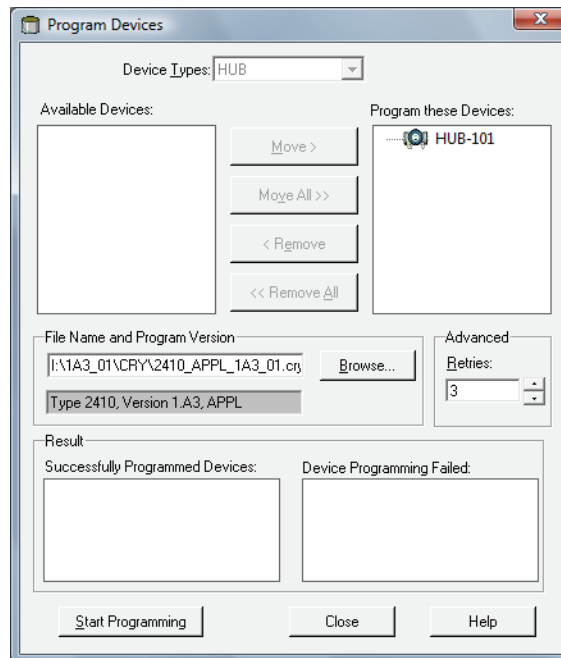 Program Devices
Device Types: HUB
Available Devices:
Program these Devices:
HUB-101
Move >
Move All >>
< Remove
<< Remove All
File Name and Program Version
I:\1A3_01\CRY\2410_APPL_1A3_01.cry
Browse...
Type 2410, Version 1.A3, APPL
Advanced
Retries:
3
Result
Successfully Programmed Devices:
Device Programming Failed:
Start Programming
Close
Help